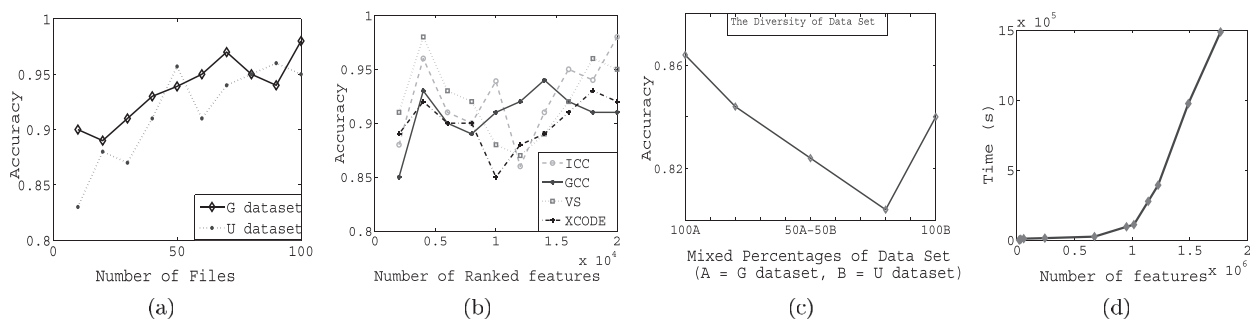 1
0.95
0.9
0.85
0.8
0
50
100
Accuracy
Number of Files
G dataset
U dataset
(a)
1
0.95
0.9
0.85
0.8
0
0.5
1
1.5
2
x 10^4
Accuracy
Number of Ranked features
ICC
GCC
VS
XCODE
(b)
The Diversity of Data Set
0.86
0.82
Accuracy
100A
50A-50B
100B
Mixed Percentages of Data Set
(A = G dataset, B = U dataset)
(c)
x 10^5
15
10
5
0
Time (s)
0
0.5
1
1.5
2
Number of features
x 10^6
(d)